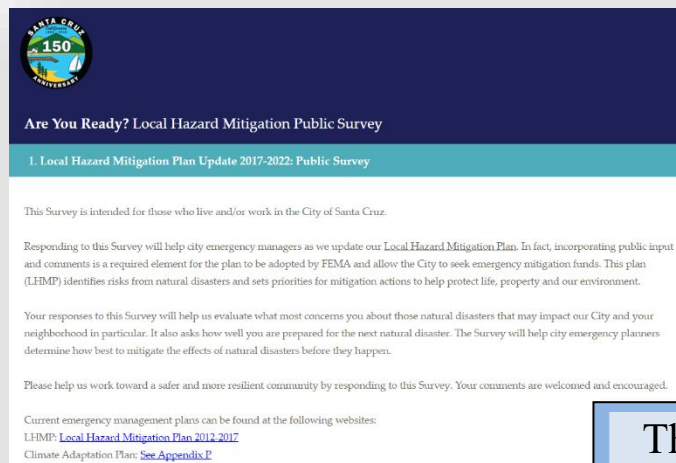 SANTA CRUZ
California
150
ANNIVERSARY
Are You Ready? Local Hazard Mitigation Public Survey
1. Local Hazard Mitigation Plan Update 2017-2022: Public Survey
This Survey is intended for those who live and/or work in the City of Santa Cruz.
Responding to this Survey will help city emergency managers as we update our Local Hazard Mitigation Plan. In fact, incorporating public input
and comments is a required element for the plan to be adopted by FEMA and allow the City to seek emergency mitigation funds. This plan
(LHMP) identifies risks from natural disasters and sets priorities for mitigation actions to help protect life, property and our environment.
Your responses to this Survey will help us evaluate what most concerns you about those natural disasters that may impact our City and your
neighborhood in particular. It also asks how well you are prepared for the next natural disaster. The Survey will help city emergency planners
determine how best to mitigate the effects of natural disasters before they happen.
Please help us work toward a safer and more resilient community by responding to this Survey. Your comments are welcomed and encouraged.
Current emergency management plans can be found at the following websites:
LHMP: Local Hazard Mitigation Plan 2012-2017
Climate Adaptation Plan: See Appendix P